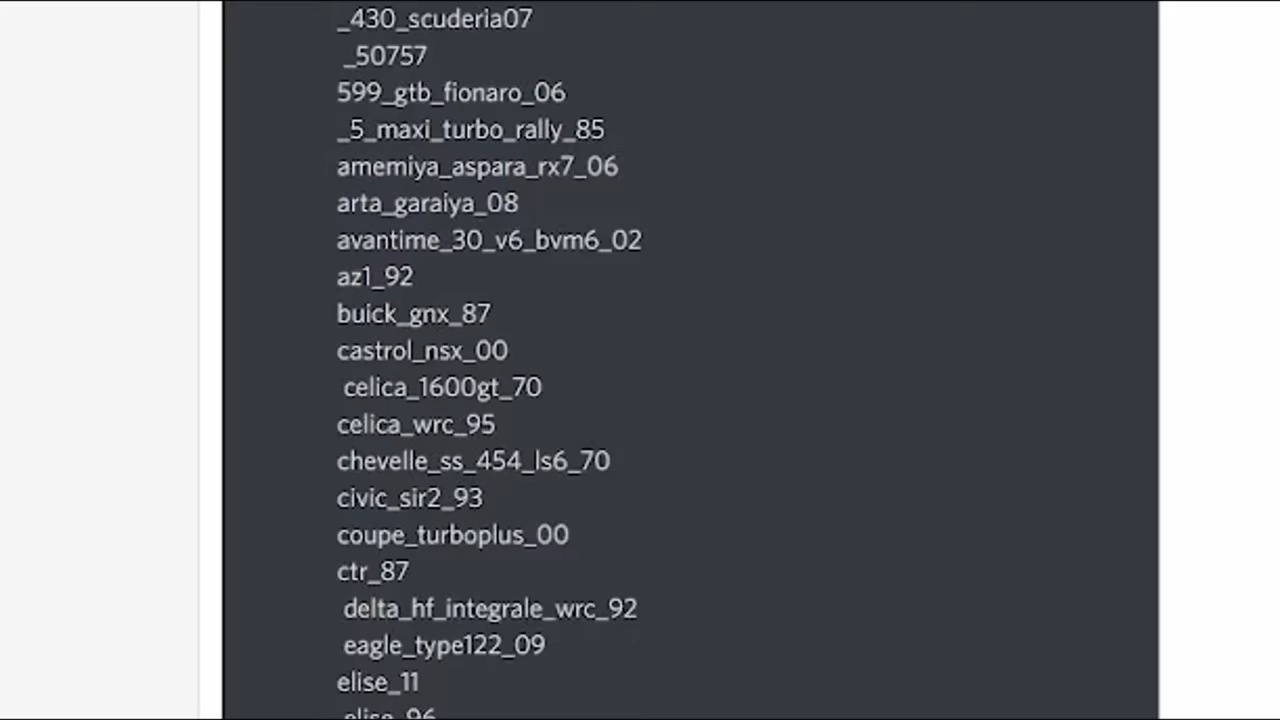 _430_scuderia07
_50757
599_gtb_fionaro_06
_5_maxi_turbo_rally_85
amemiya_aspara_rx7_06
arta_garaiya_08
avantime_30_v6_bvm6_02
az1_92
buick_gnx_87
castrol_nsx_00
celica_1600gt_70
celica_wrc_95
chevelle_ss_454_ls6_70
civic_sir2_93
coupe_turboplus_00
ctr_87
delta_hf_integrale_wrc_92
eagle_type122_09
elise_11
elise_96